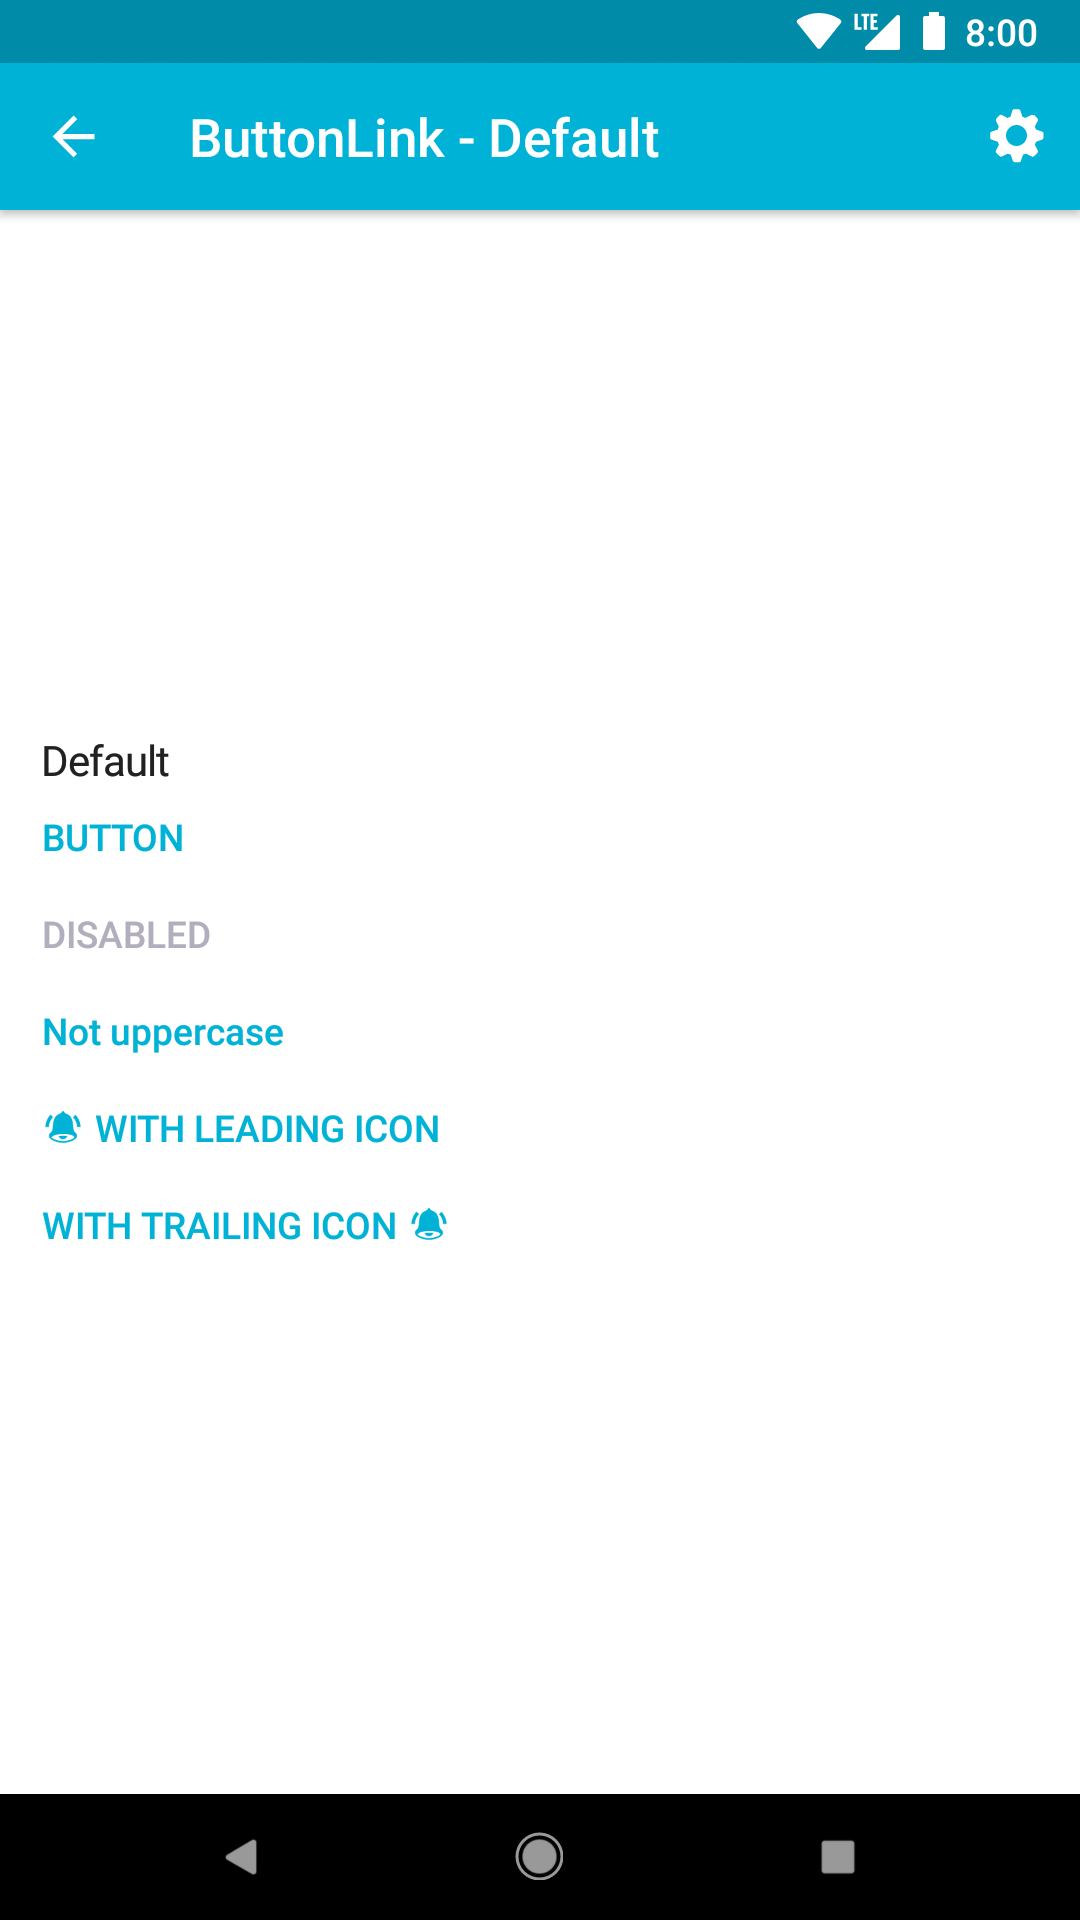 LTE 8:00
ButtonLink - Default
Default
BUTTON
DISABLED
Not uppercase
WITH LEADING ICON
WITH TRAILING ICON